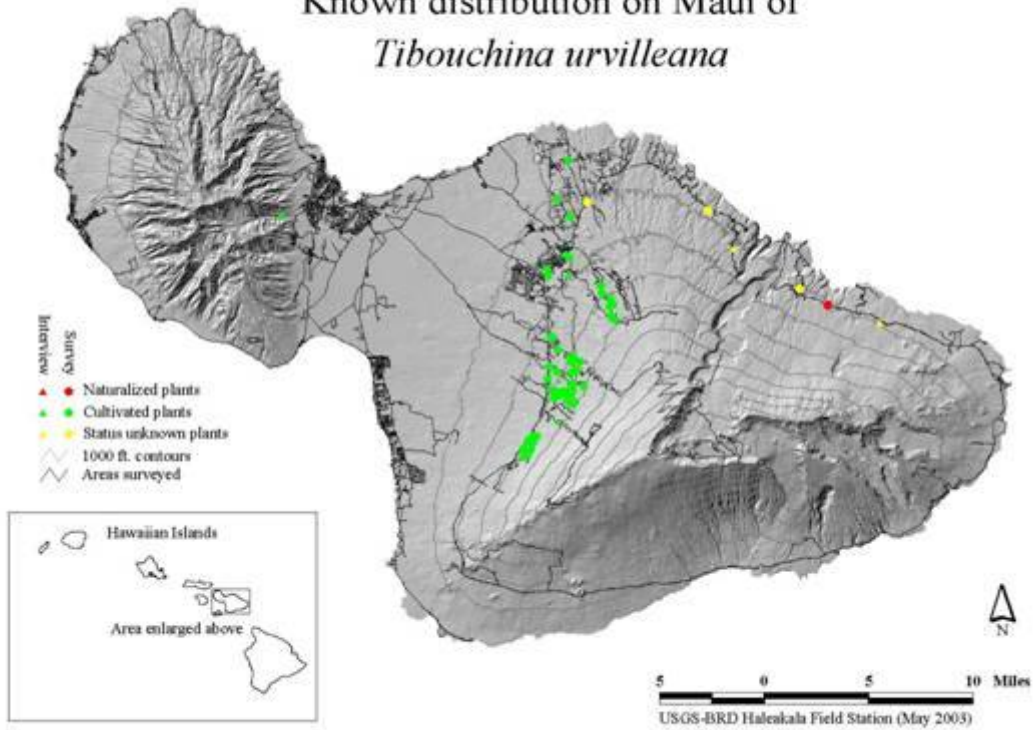 Known distribution on Maui of
Tibouchina urvilleana
Interview
Survey
Naturalized plants
Cultivated plants
Status unknown plants
1000 ft. contours
Areas surveyed
Hawaiian Islands
Area enlarged above
N
5 0 5 10 Miles
USGS-BRD Haleakala Field Station (May 2003)